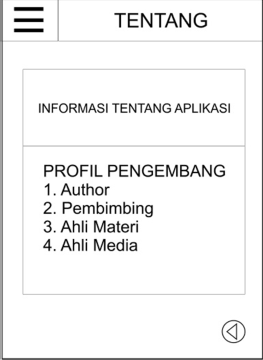 TENTANG
INFORMASI TENTANG APLIKASI
PROFIL PENGEMBANG
1. Author
2. Pembimbing
3. Ahli Materi
4. Ahli Media